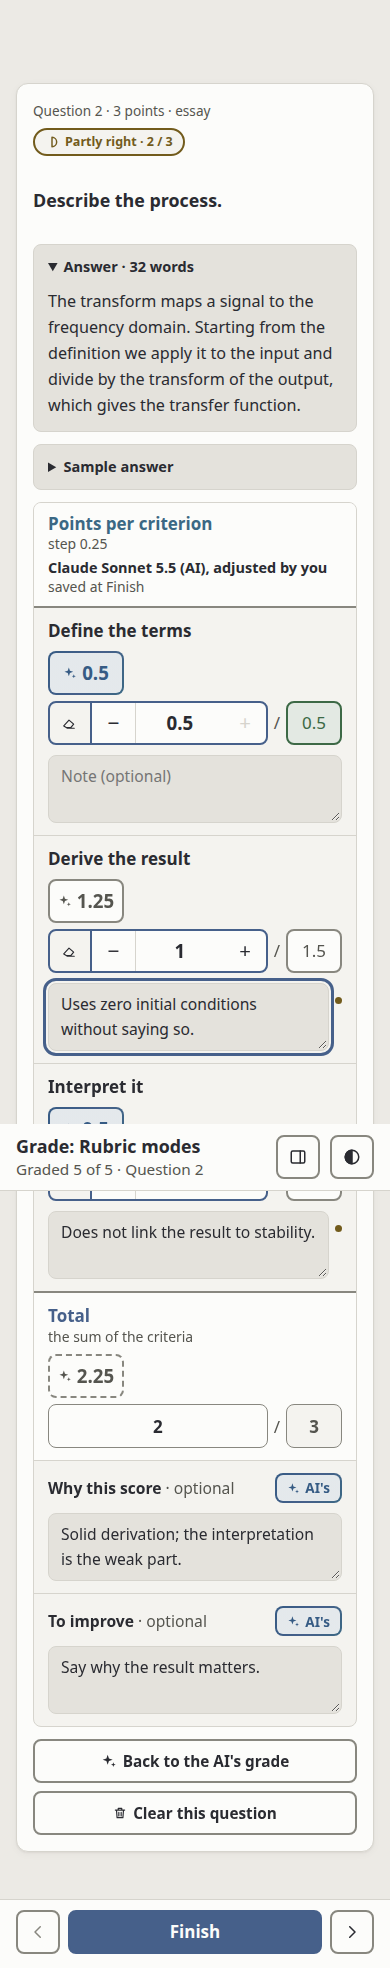 Question 2 · 3 points · essay
Partly right · 2 / 3
Describe the process.
Answer · 32 words
The transform maps a signal to the
frequency domain. Starting from the
definition we apply it to the input and
divide by the transform of the output,
which gives the transfer function.
Sample answer
Points per criterion
step 0.25
Claude Sonnet 5.5 (AI), adjusted by you
saved at Finish
Define the terms
0.5
− 0.5 + / 0.5
Note (optional)
Derive the result
1.25
− 1 + / 1.5
Uses zero initial conditions
without saying so.
Interpret it
Grade: Rubric modes
Graded 5 of 5 · Question 2
Does not link the result to stability.
Total
the sum of the criteria
2.25
2 / 3
Why this score · optional AI's
Solid derivation; the interpretation
is the weak part.
To improve · optional AI's
Say why the result matters.
Back to the AI's grade
Clear this question
Finish